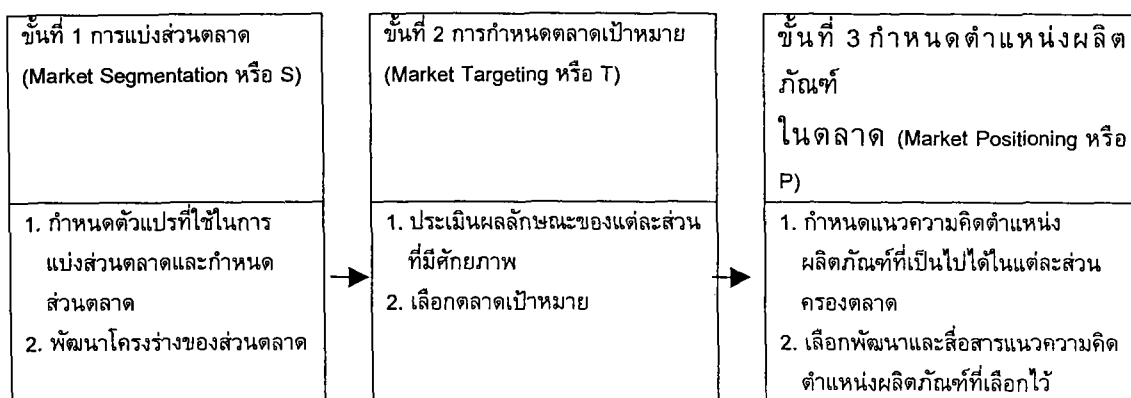 ขั้นที่ 1 การแบ่งส่วนตลาด
(Market Segmentation หรือ S)
1. กำหนดตัวแปรที่ใช้ในการ
แบ่งส่วนตลาดและกำหนด
ส่วนตลาด
2. พัฒนาโครงร่างของส่วนตลาด
ขั้นที่ 2 การกำหนดตลาดเป้าหมาย
(Market Targeting หรือ T)
1. ประเมินผลลักษณะของแต่ละส่วน
ที่มีศักยภาพ
2. เลือกตลาดเป้าหมาย
ขั้นที่ 3 กำหนดตำแหน่งผลิต
ภัณฑ์
ในตลาด (Market Positioning หรือ
P)
1. กำหนดแนวความคิดตำแหน่ง
ผลิตภัณฑ์ที่เป็นไปได้ในแต่ละส่วน
ครองตลาด
2. เลือกพัฒนาและสื่อสารแนวความคิด
ตำแหน่งผลิตภัณฑ์ที่เลือกไว้